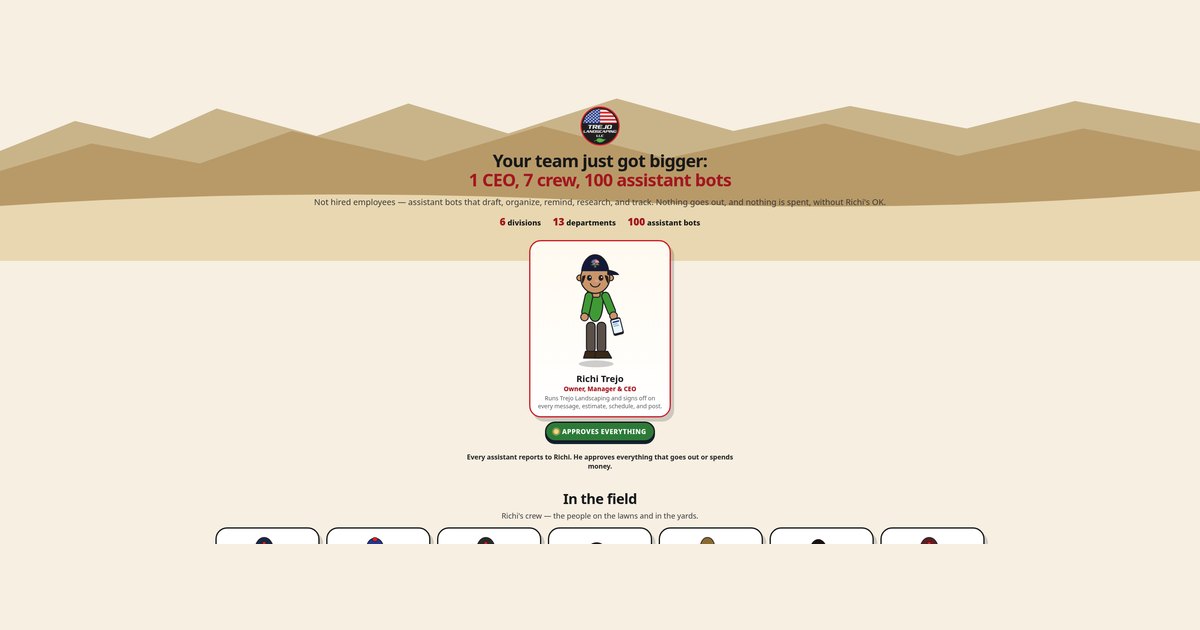 TREJO
LANDSCAPING
LLC
Your team just got bigger:
1 CEO, 7 crew, 100 assistant bots
Not hired employees — assistant bots that draft, organize, remind, research, and track. Nothing goes out, and nothing is spent, without Richi's OK.
6 divisions 13 departments 100 assistant bots
Richi Trejo
Owner, Manager & CEO
Runs Trejo Landscaping and signs off on
every message, estimate, schedule, and post.
APPROVES EVERYTHING
Every assistant reports to Richi. He approves everything that goes out or spends
money.
In the field
Richi's crew — the people on the lawns and in the yards.